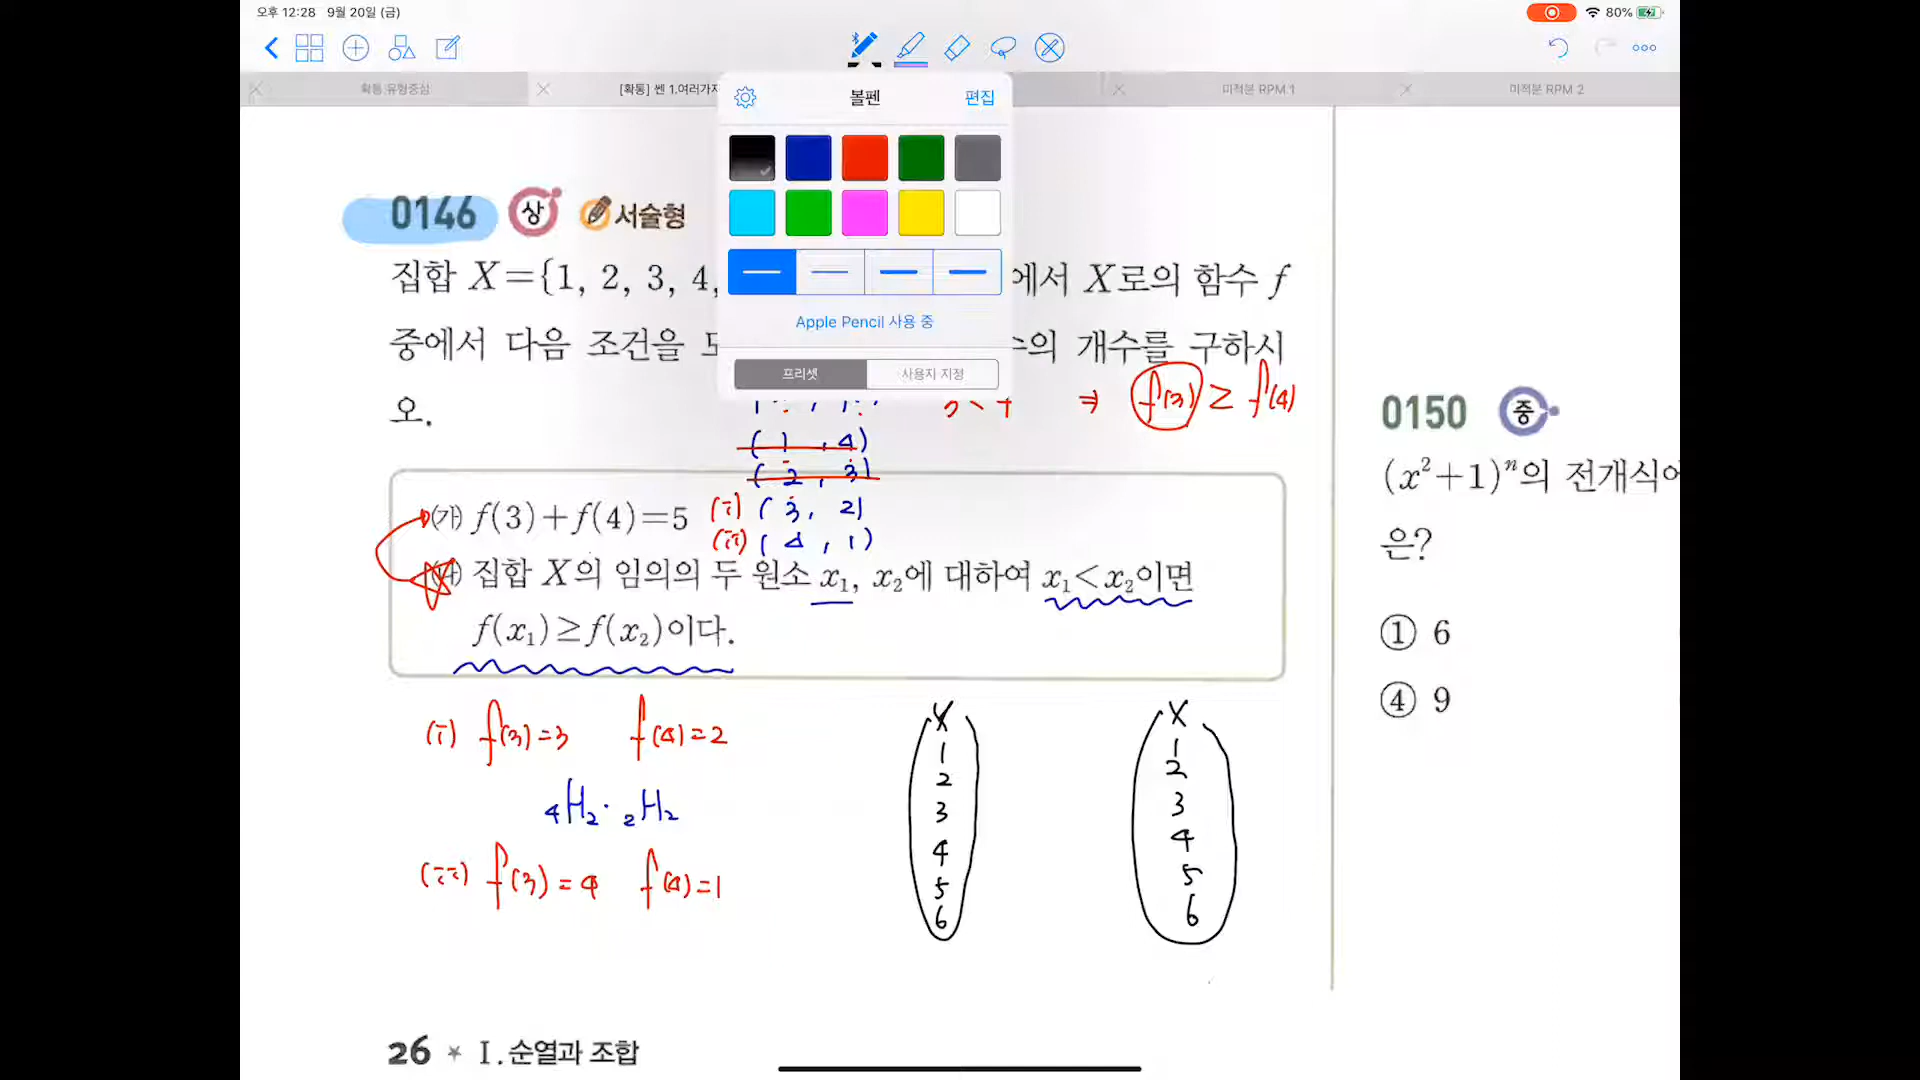 오후 12:28 9월 20일 (금)
80%
확통 유형중심
[확통] 쎈 1.여러가지
미적분 RPM 1
미적분 RPM 2
볼펜
편집
Apple Pencil 사용 중
프리셋
사용자 지정
0146 상 서술형
집합 X={1, 2, 3, 4, 에서 X로의 함수 f
중에서 다음 조건을 수의 개수를 구하시
오.
⇒ f(3) ≥ f(4)
( 1 , 4)
( 2 , 3)
(가) f(3)+f(4)=5 (i) ( 3, 2)
(ii) ( 4 , 1)
(나) 집합 X의 임의의 두 원소 x₁, x₂에 대하여 x₁<x₂이면
f(x₁)≥f(x₂)이다.
(i) f(3)=3 f(4)=2
₄H₂ · ₂H₂
(ii) f(3)=4 f(4)=1
X
1
2
3
4
5
6
X
1
2
3
4
5
6
0150 중
(x²+1)ⁿ의 전개식에
은?
① 6
④ 9
26 ★ I. 순열과 조합